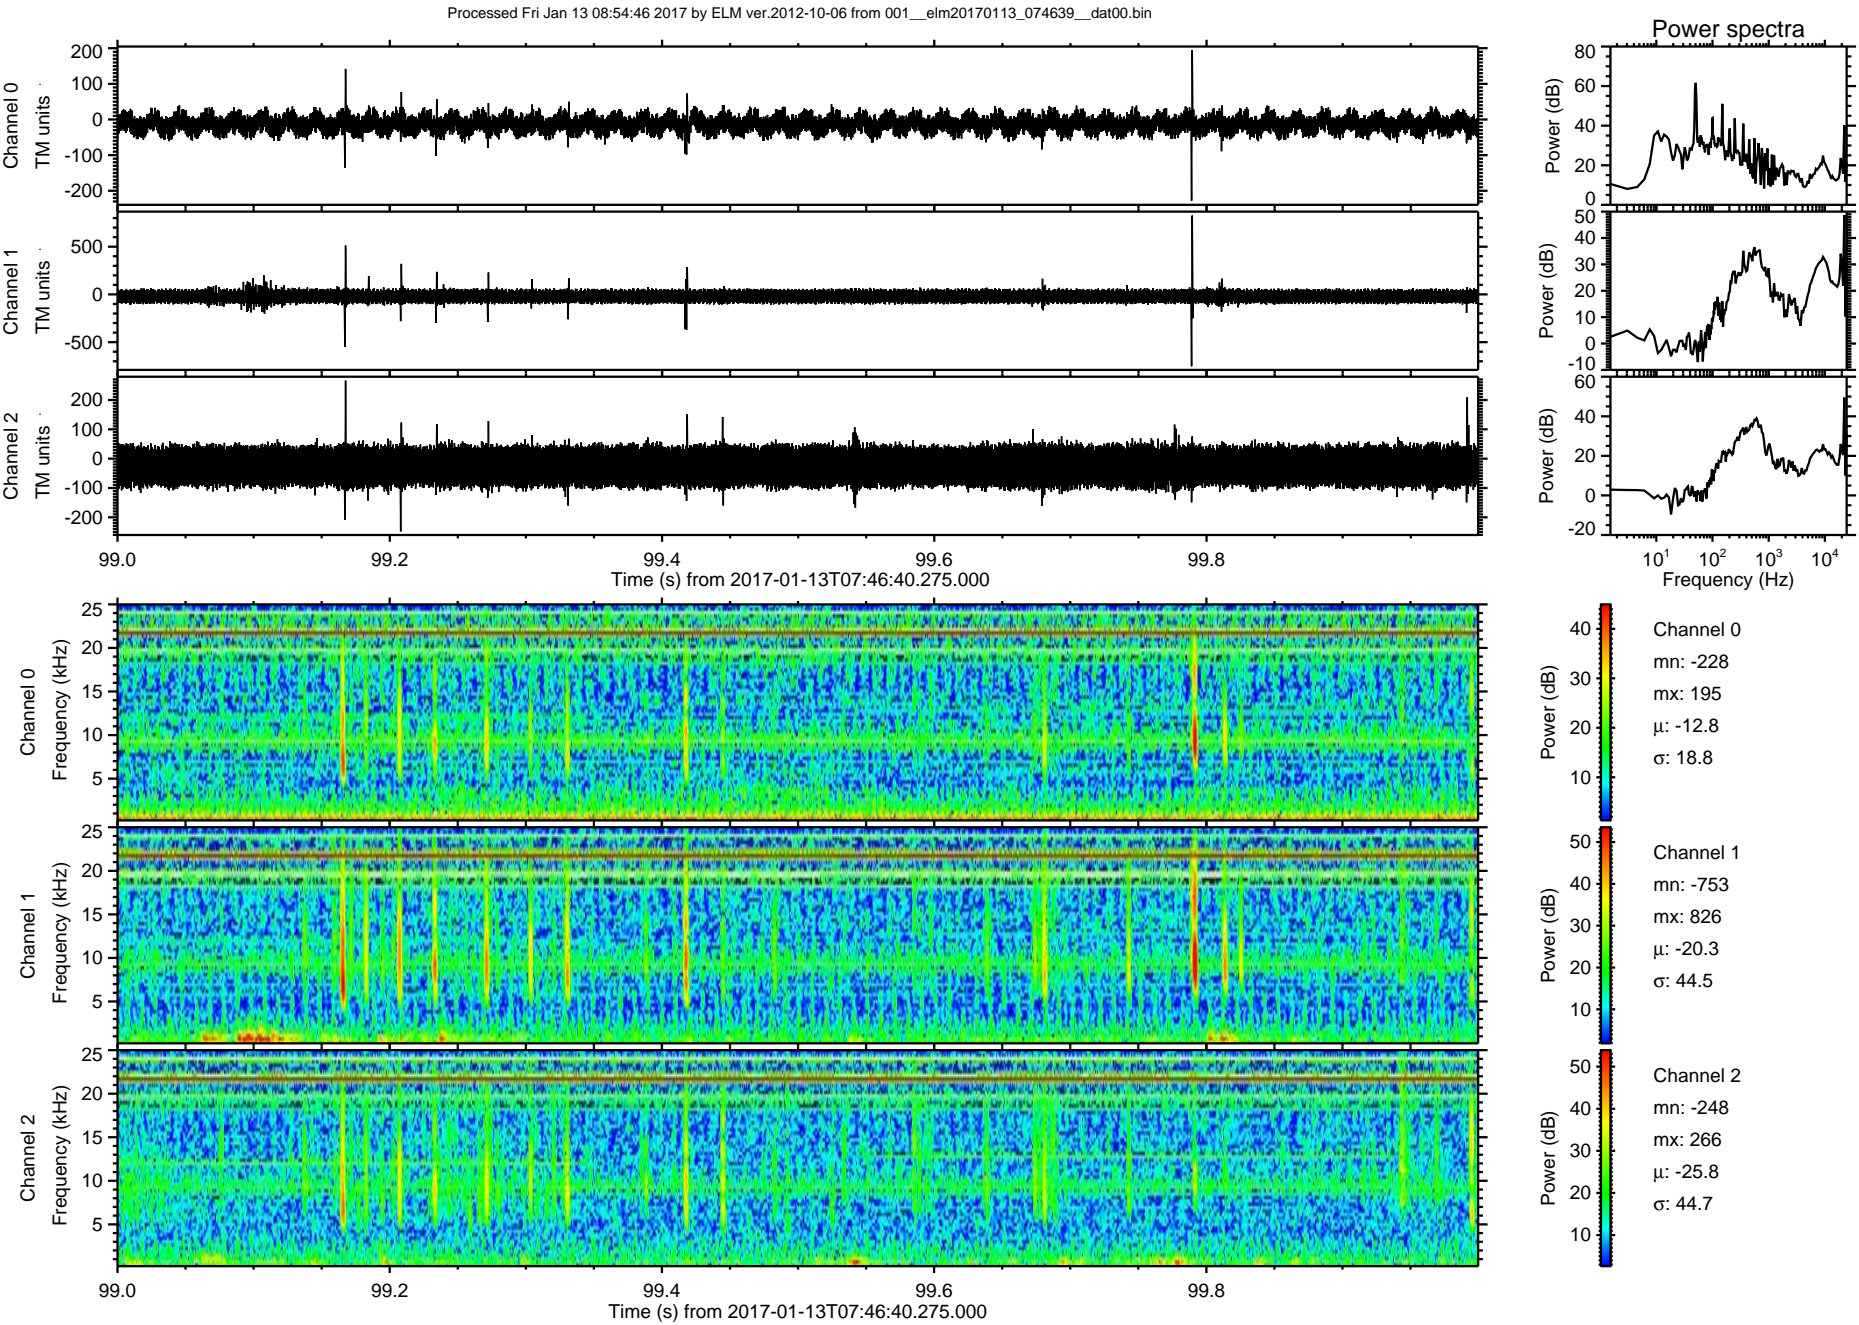 Processed Fri Jan 13 08:54:46 2017 by ELM ver.2012-10-06 from 001__elm20170113_074639__dat00.bin
Power spectra
Channel 0
TM units
200
100
0
-100
-200
Power (dB)
80
60
40
20
0
Channel 1
TM units
500
0
-500
Power (dB)
50
40
30
20
10
0
-10
Channel 2
TM units
200
100
0
-100
-200
Power (dB)
60
40
20
0
-20
99.0 99.2 99.4 99.6 99.8
Time (s) from 2017-01-13T07:46:40.275.000
10¹ 10² 10³ 10⁴
Frequency (Hz)
Channel 0
Frequency (kHz)
25
20
15
10
5
Power (dB)
40
30
20
10
Channel 0
mn: -228
mx: 195
μ: -12.8
σ: 18.8
Channel 1
Frequency (kHz)
25
20
15
10
5
Power (dB)
50
40
30
20
10
Channel 1
mn: -753
mx: 826
μ: -20.3
σ: 44.5
Channel 2
Frequency (kHz)
25
20
15
10
5
Power (dB)
50
40
30
20
10
Channel 2
mn: -248
mx: 266
μ: -25.8
σ: 44.7
99.0 99.2 99.4 99.6 99.8
Time (s) from 2017-01-13T07:46:40.275.000